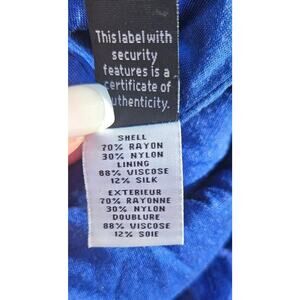 This label with
security
features is a
certificate of
uthenticity.
SHELL
70% RAYON
30% NYLON
LINING
88% VISCOSE
12% SILK
EXTERIEUR
70% RAYONNE
30% NYLON
DOUBLURE
88% VISCOSE
12% SOIE